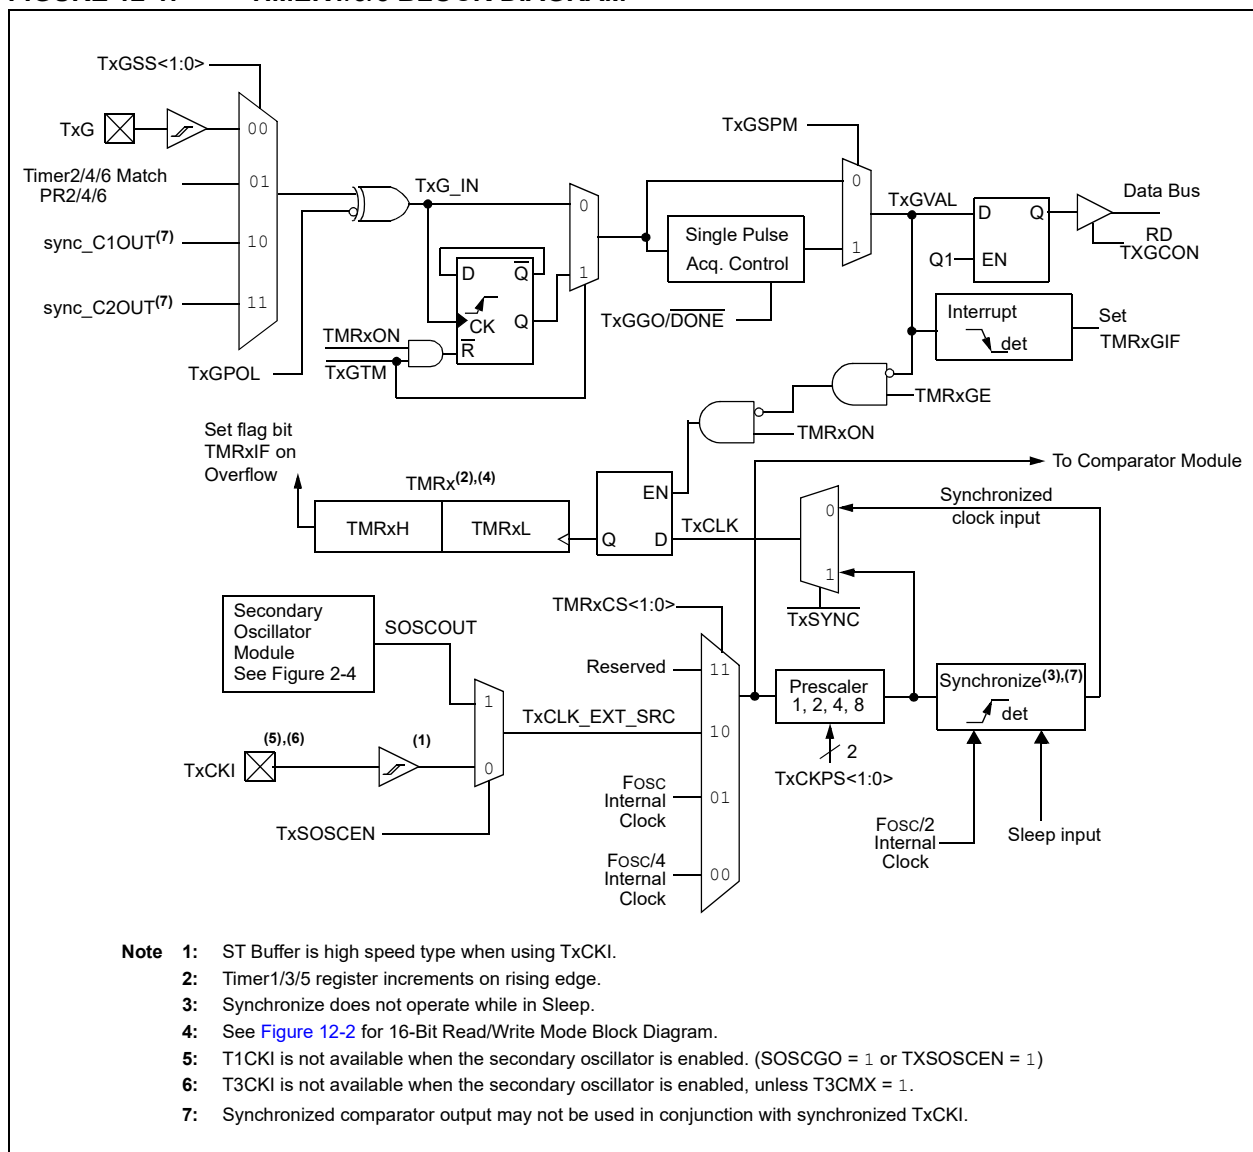 TxGSS<1:0>
TxG
00
Timer2/4/6 Match
PR2/4/6
01
sync_C1OUT(7)
10
sync_C2OUT(7)
11
TxGPOL
TxG_IN
0
1
D
Q
CK
Q
R
TMRxON
TxGTM
TxGSPM
0
1
Single Pulse
Acq. Control
TxGGO/DONE
TxGVAL
D
Q
Q1
EN
Data Bus
RD
TXGCON
Interrupt
det
Set
TMRxGIF
TMRxGE
TMRxON
To Comparator Module
Set flag bit
TMRxIF on
Overflow
TMRx(2),(4)
TMRxH
TMRxL
EN
Q
D
TxCLK
0
1
Synchronized
clock input
TxSYNC
Secondary
Oscillator
Module
See Figure 2-4
SOSCOUT
TMRxCS<1:0>
Reserved
11
1
0
TxCLK_EXT_SRC
10
(5),(6)
(1)
TxCKI
TxSOSCEN
FOSC
Internal
Clock
01
FOSC/4
Internal
Clock
00
Prescaler
1, 2, 4, 8
2
TxCKPS<1:0>
Synchronize(3),(7)
det
FOSC/2
Internal
Clock
Sleep input
Note 1: ST Buffer is high speed type when using TxCKI.
2: Timer1/3/5 register increments on rising edge.
3: Synchronize does not operate while in Sleep.
4: See Figure 12-2 for 16-Bit Read/Write Mode Block Diagram.
5: T1CKI is not available when the secondary oscillator is enabled. (SOSCGO = 1 or TXSOSCEN = 1)
6: T3CKI is not available when the secondary oscillator is enabled, unless T3CMX = 1.
7: Synchronized comparator output may not be used in conjunction with synchronized TxCKI.